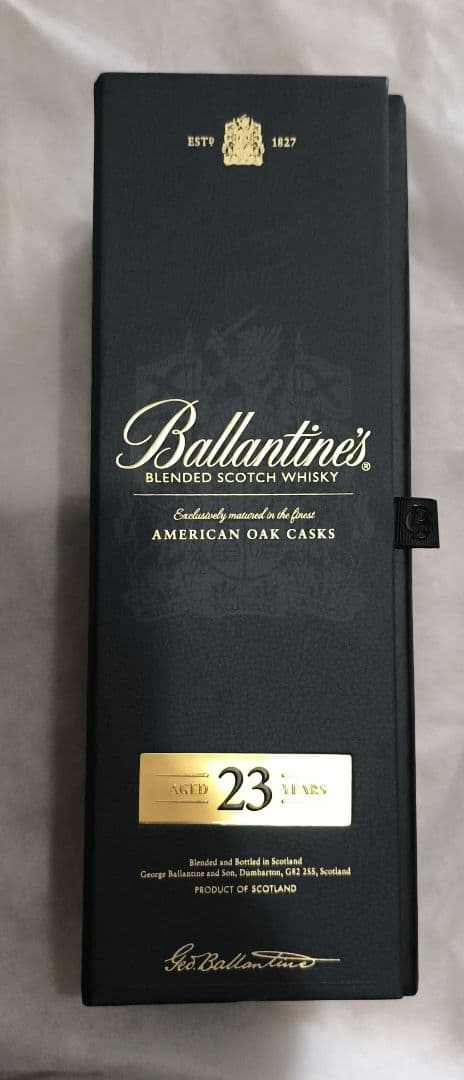 ESTD 1827
Ballantine's®
BLENDED SCOTCH WHISKY
Exclusively matured in the finest
AMERICAN OAK CASKS
AGED 23 YEARS
Blended and Bottled in Scotland
George Ballantine and Son, Dumbarton, G82 2SS, Scotland
PRODUCT OF SCOTLAND
Geo. Ballantine